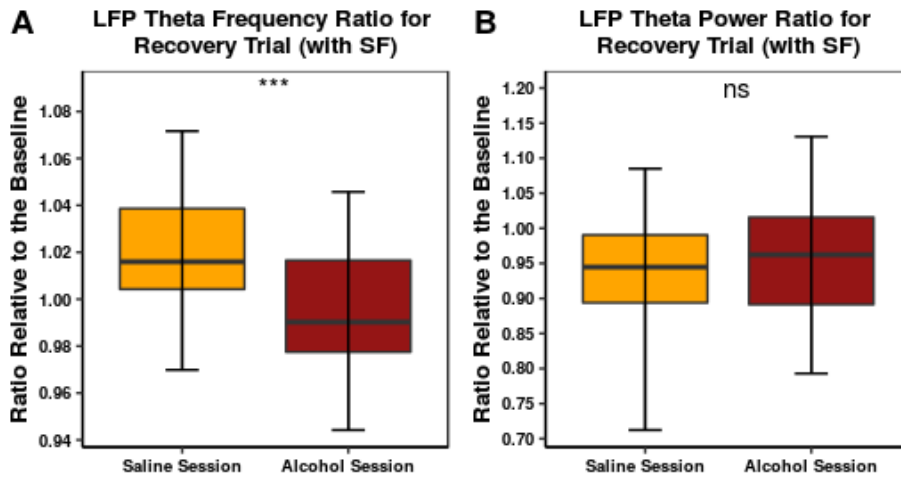 A
LFP Theta Frequency Ratio for
Recovery Trial (with SF)
Ratio Relative to the Baseline
***
1.08
1.06
1.04
1.02
1.00
0.98
0.96
0.94
Saline Session
Alcohol Session
B
LFP Theta Power Ratio for
Recovery Trial (with SF)
Ratio Relative to the Baseline
ns
1.20
1.15
1.10
1.05
1.00
0.95
0.90
0.85
0.80
0.75
0.70
Saline Session
Alcohol Session